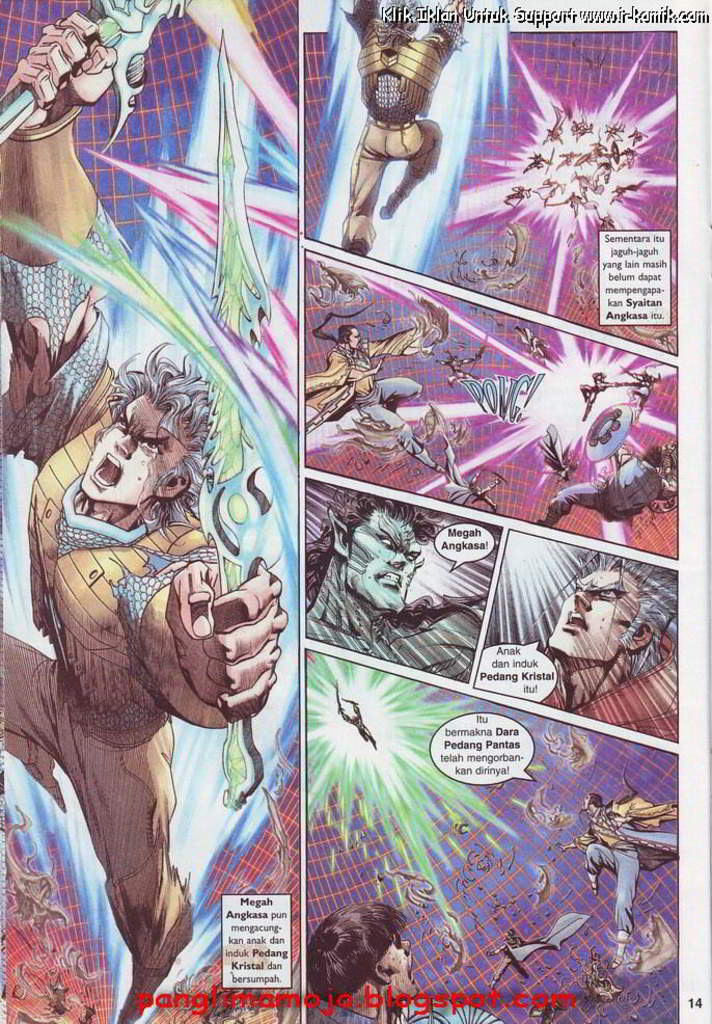 Klik Iklan Untuk Support www.i-komik.com
Megah
Angkasa pun
mengacung-
kan anak dan
induk Pedang
Kristal dan
bersumpah.
Sementara itu
jaguh-jaguh
yang lain masih
belum dapat
mempengapa-
kan Syaitan
Angkasa itu.
Megah
Angkasa!
Anak
dan induk
Pedang Kristal
itu!
Itu
bermakna Dara
Pedang Pantas
telah mengorban-
kan dirinya!
panglimamoja.blogspot.com
14